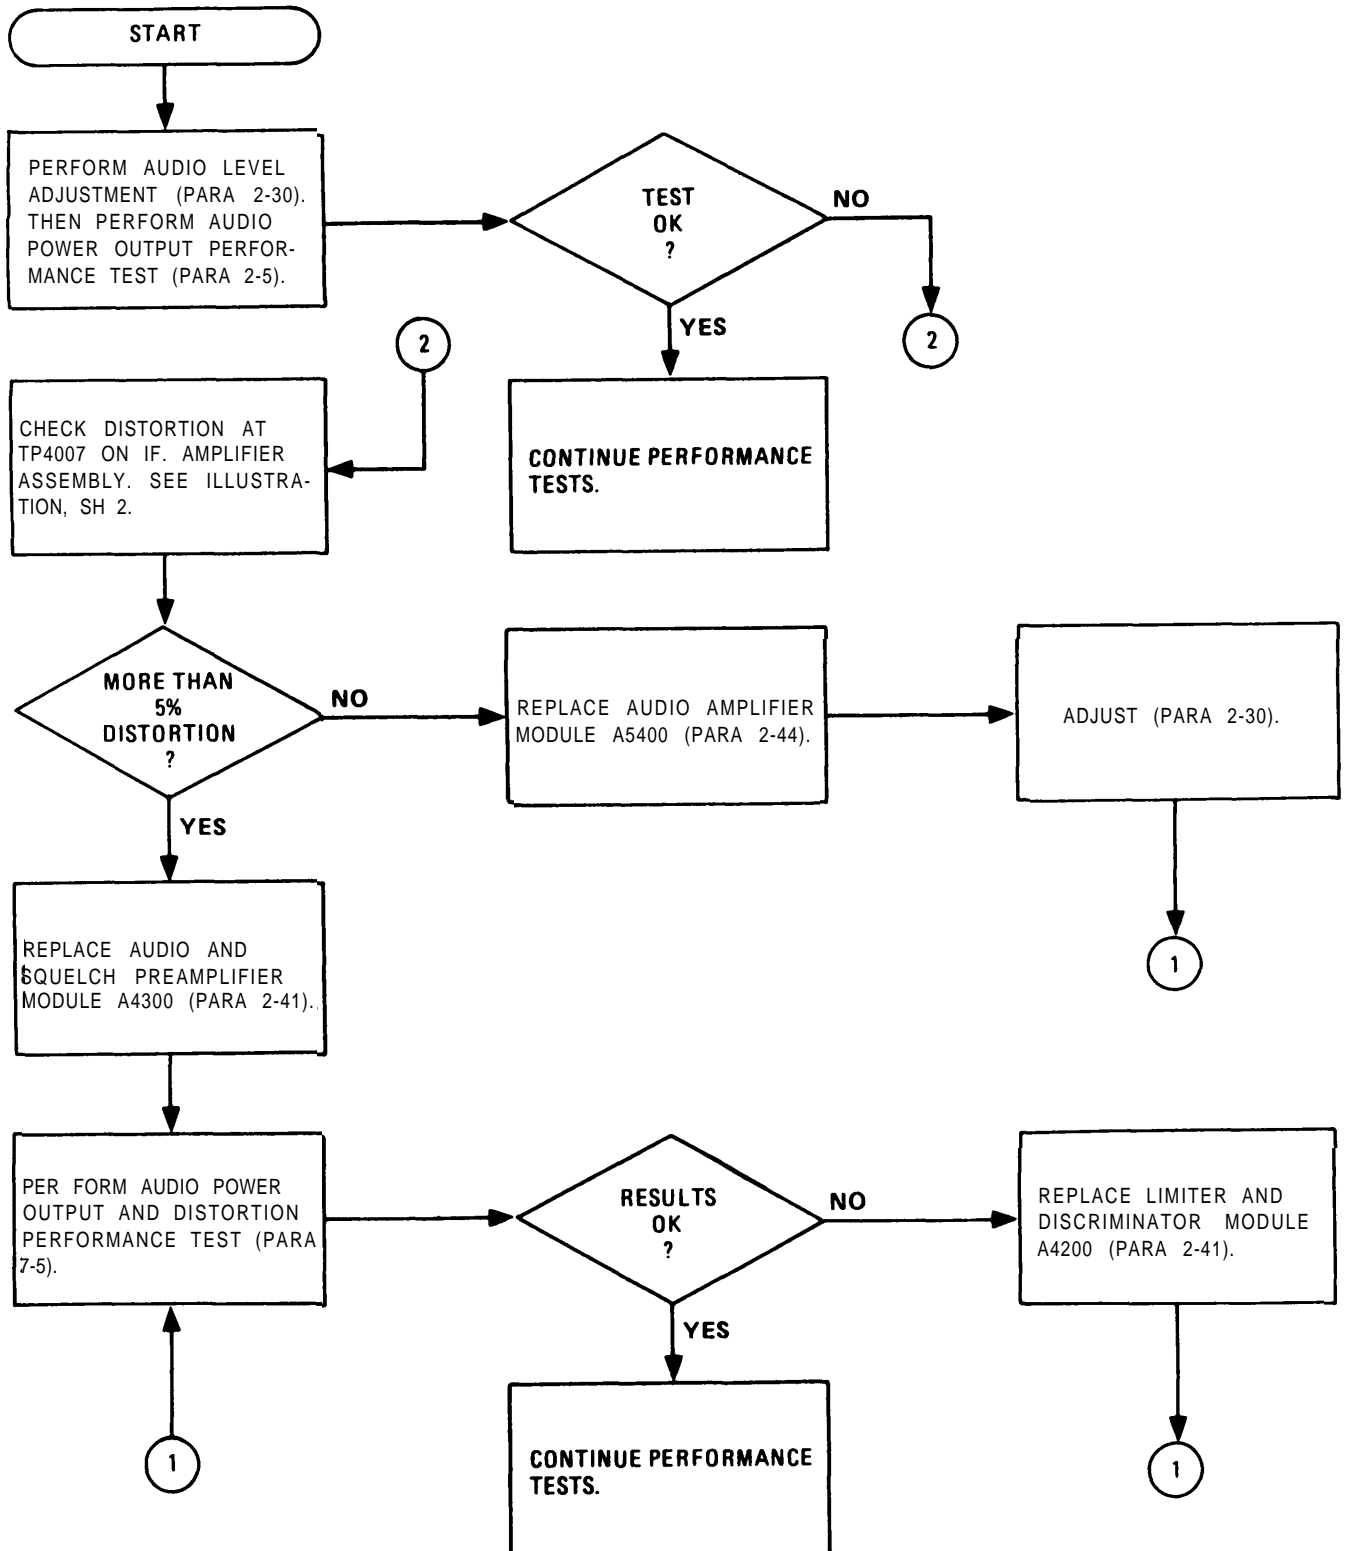 START
PERFORM AUDIO LEVEL
ADJUSTMENT (PARA 2-30).
THEN PERFORM AUDIO
POWER OUTPUT PERFOR-
MANCE TEST (PARA 2-5).
TEST
OK
?
NO
2
YES
CONTINUE PERFORMANCE
TESTS.
2
CHECK DISTORTION AT
TP4007 ON IF. AMPLIFIER
ASSEMBLY. SEE ILLUSTRA-
TION, SH 2.
MORE THAN
5%
DISTORTION
?
NO
REPLACE AUDIO AMPLIFIER
MODULE A5400 (PARA 2-44).
ADJUST (PARA 2-30).
1
YES
REPLACE AUDIO AND
SQUELCH PREAMPLIFIER
MODULE A4300 (PARA 2-41).
PER FORM AUDIO POWER
OUTPUT AND DISTORTION
PERFORMANCE TEST (PARA
7-5).
1
RESULTS
OK
?
NO
REPLACE LIMITER AND
DISCRIMINATOR MODULE
A4200 (PARA 2-41).
1
YES
CONTINUE PERFORMANCE
TESTS.